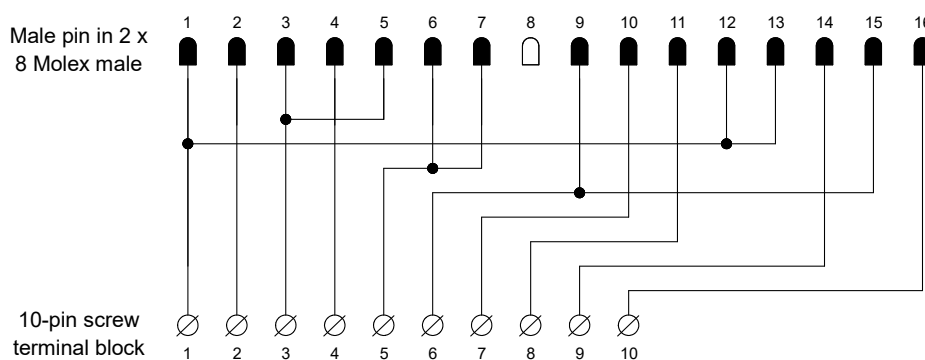 1 2 3 4 5 6 7 8 9 10 11 12 13 14 15 16
Male pin in 2 x
8 Molex male
10-pin screw
terminal block
1 2 3 4 5 6 7 8 9 10